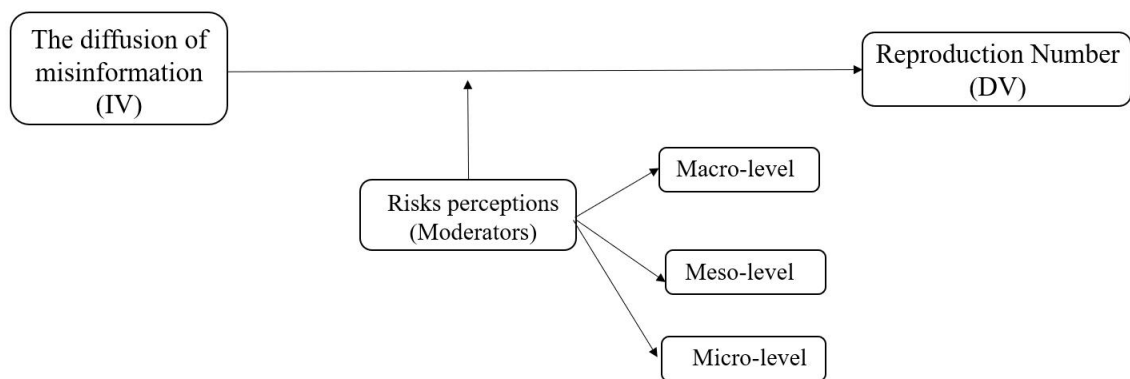 The diffusion of
misinformation
(IV)
Reproduction Number
(DV)
Risks perceptions
(Moderators)
Macro-level
Meso-level
Micro-level